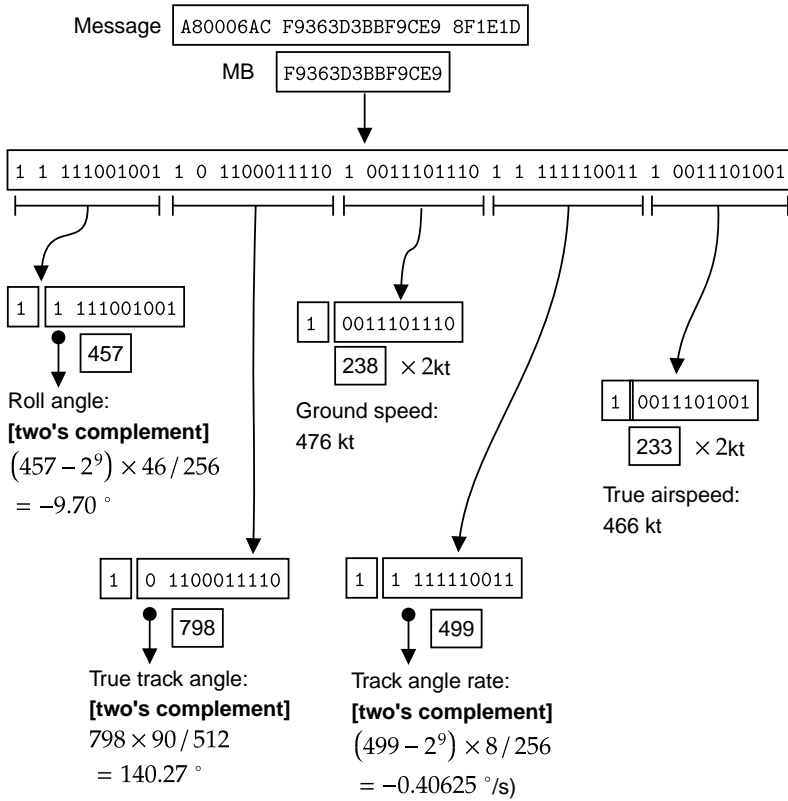 Message A80006AC F9363D3BBF9CE9 8F1E1D
MB F9363D3BBF9CE9
1 1 111001001 1 0 1100011110 1 0011101110 1 1 111110011 1 0011101001
1 1 111001001
457
Roll angle:
[two's complement]
(457 − 2⁹) × 46 / 256
= −9.70 °
1 0011101110
238 × 2kt
Ground speed:
476 kt
1 0011101001
233 × 2kt
True airspeed:
466 kt
1 0 1100011110
798
True track angle:
[two's complement]
798 × 90 / 512
= 140.27 °
1 1 111110011
499
Track angle rate:
[two's complement]
(499 − 2⁹) × 8 / 256
= −0.40625 °/s)